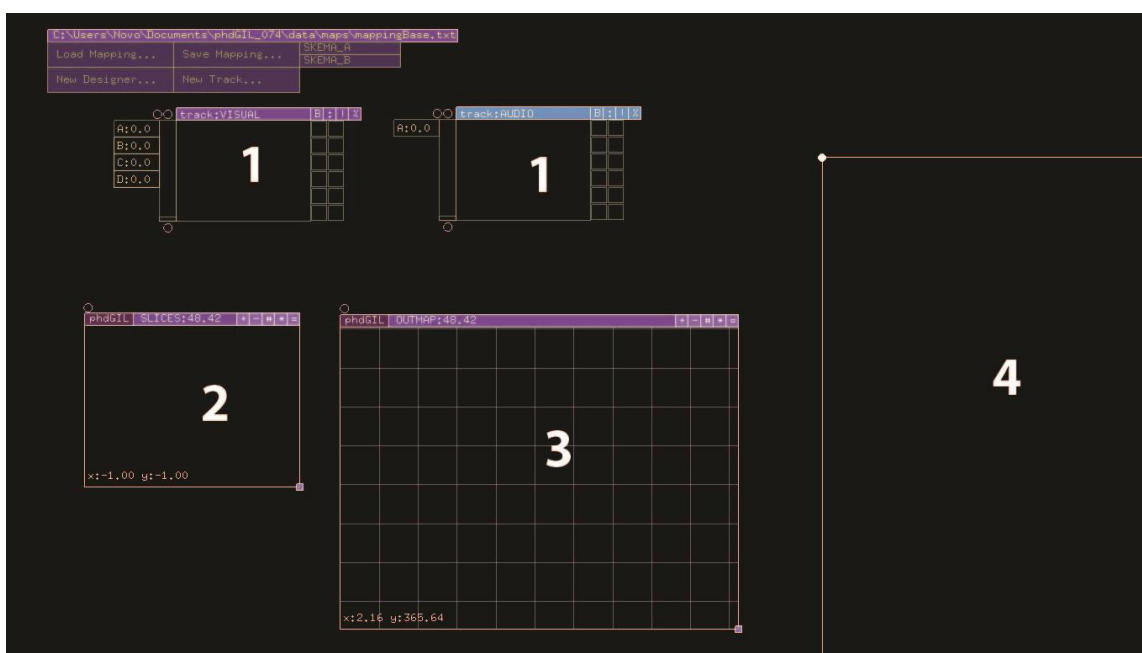 C:\Users\Novo\Documents\phdGIL_074\data\maps\mappingBase.txt
Load Mapping... Save Mapping... SKEMA_A
SKEMA_B
New Designer... New Track...
track:VISUAL B : ! %
A:0.0
B:0.0
C:0.0
D:0.0
1
track:AUDIO B : ! %
A:0.0
1
phdGIL SLICES:48.42 + - # * =
2
x:-1.00 y:-1.00
phdGIL OUTMAP:48.42 + - # * =
3
x:2.16 y:365.64
4